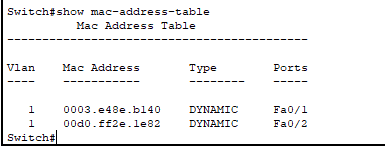 Switch#show mac-address-table
Mac Address Table
-------------------------------------------
Vlan Mac Address Type Ports
---- ----------- -------- -----
1 0003.e48e.b140 DYNAMIC Fa0/1
1 00d0.ff2e.1e82 DYNAMIC Fa0/2
Switch#